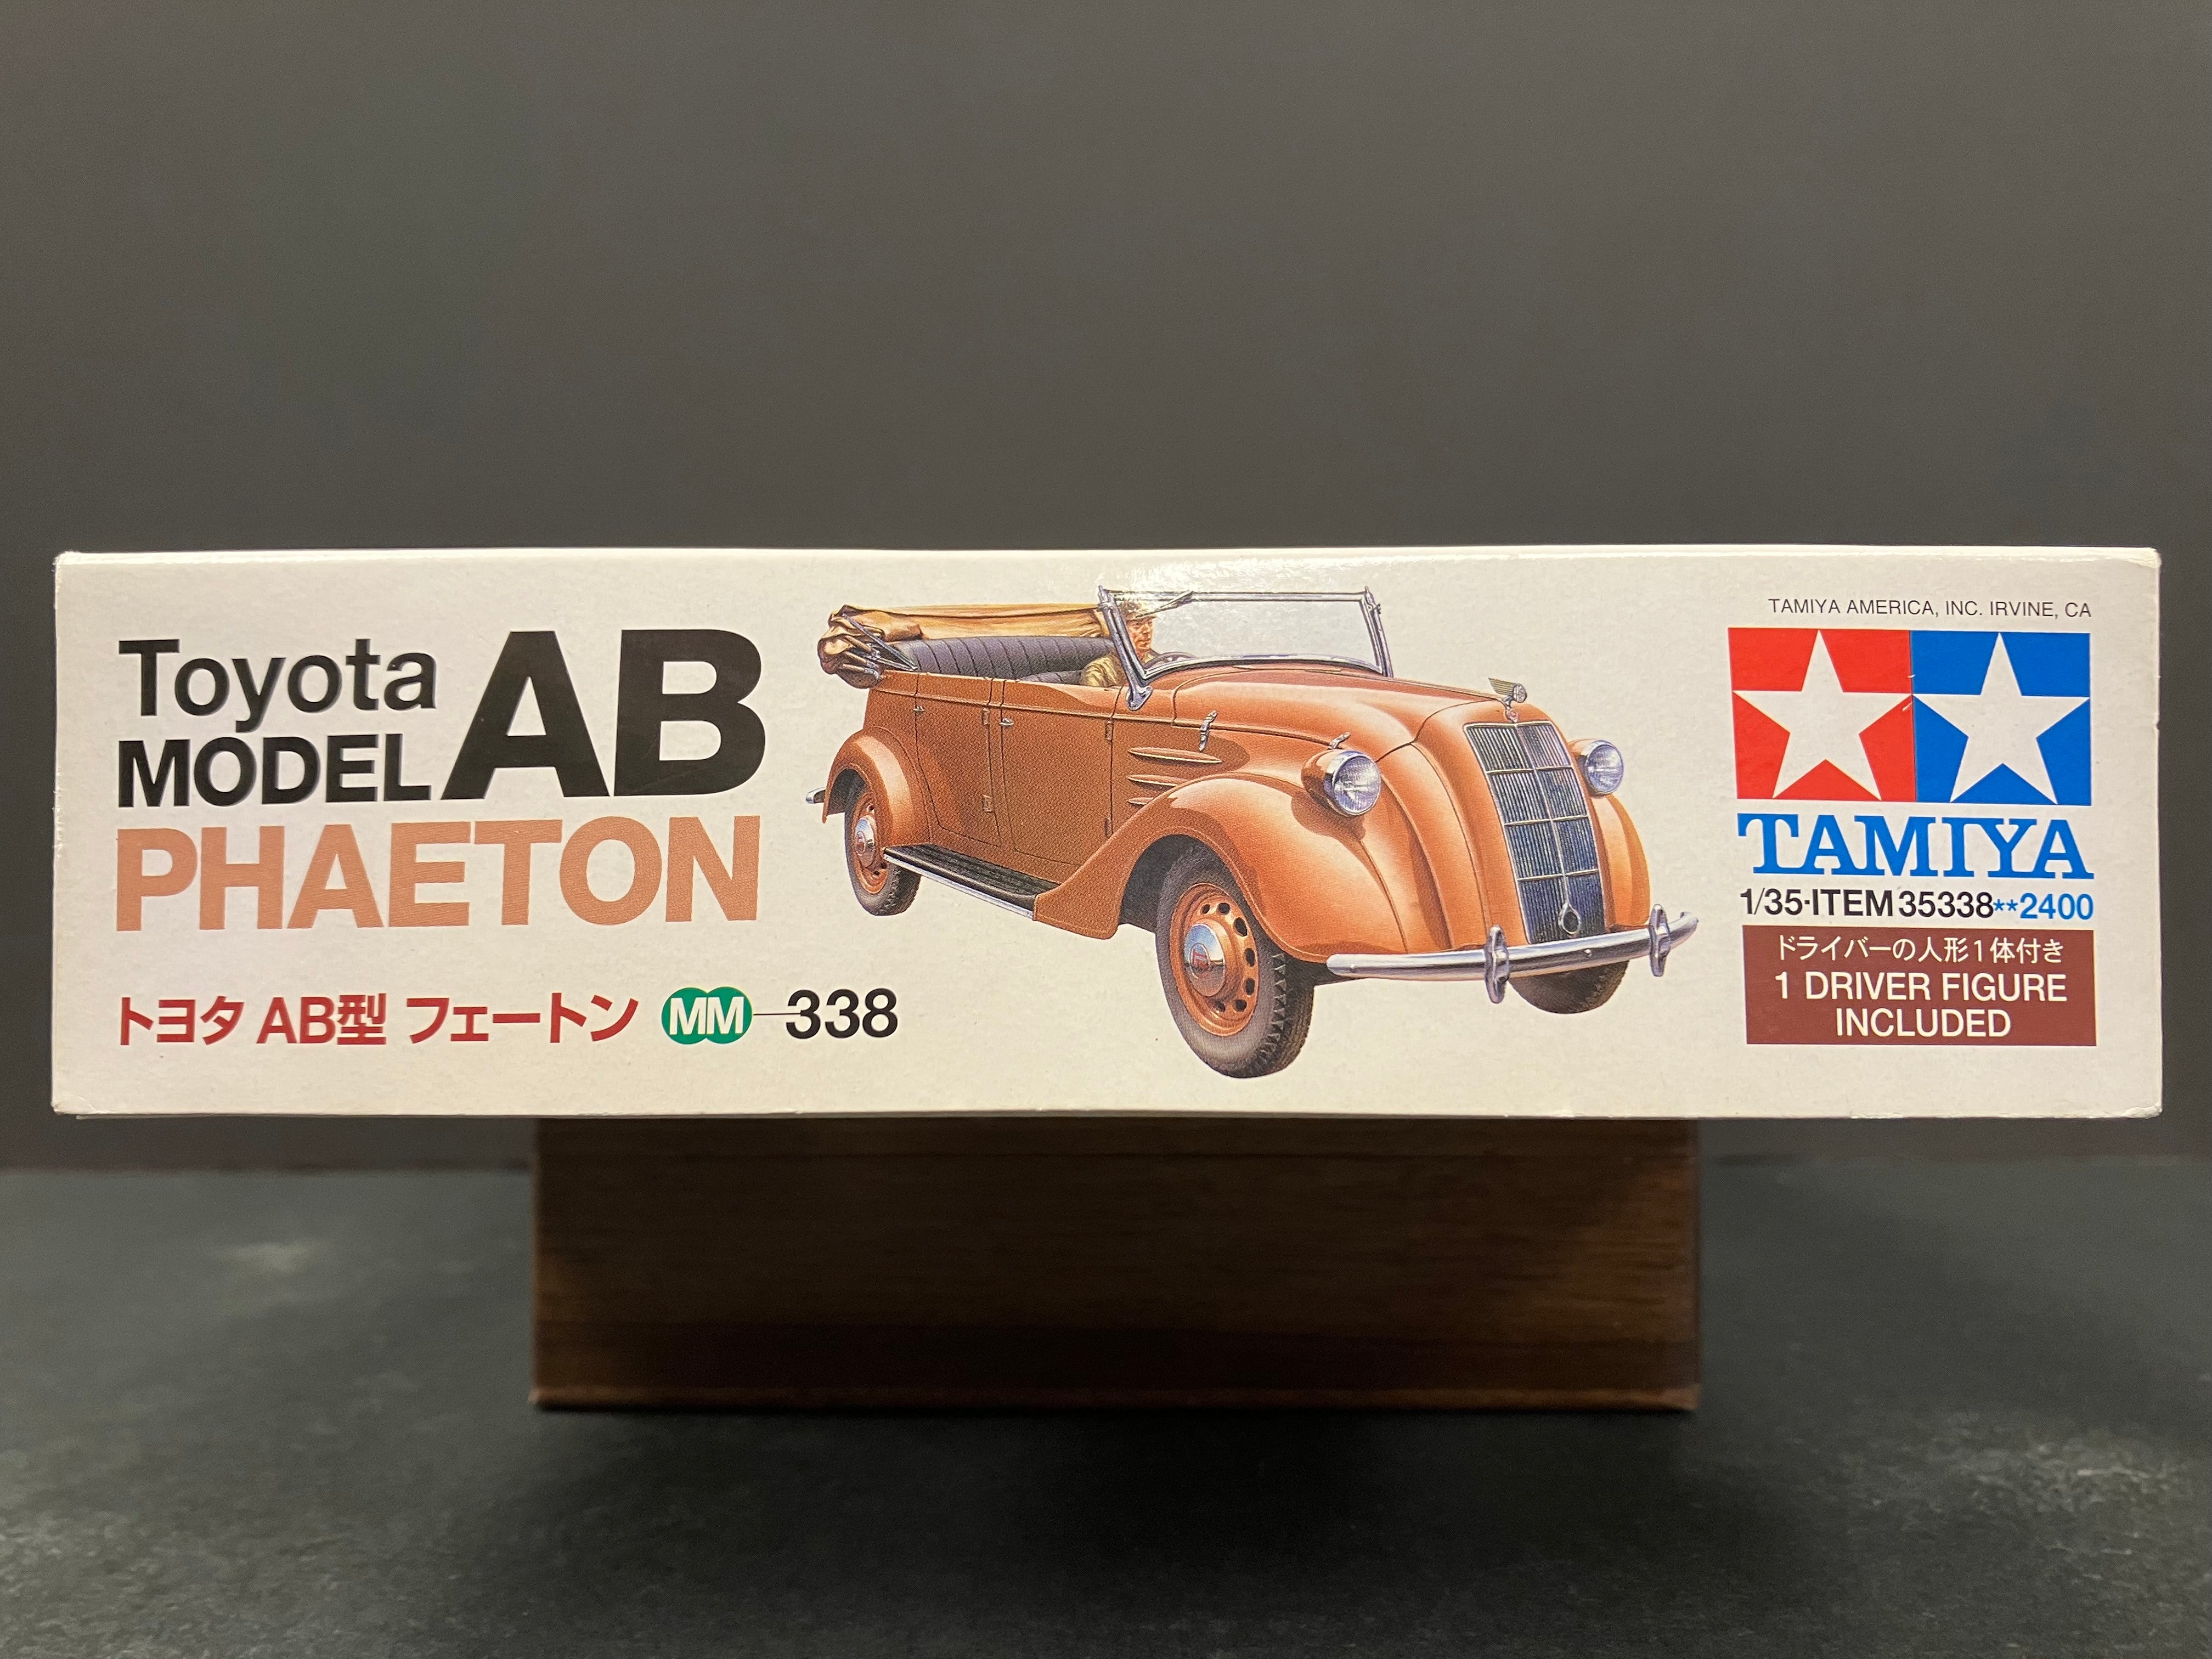 Toyota
MODEL AB
PHAETON
トヨタ AB型 フェートン MM 338
TAMIYA AMERICA, INC. IRVINE, CA
TAMIYA
1/35・ITEM 35338**2400
ドライバーの人形1体付き
1 DRIVER FIGURE
INCLUDED